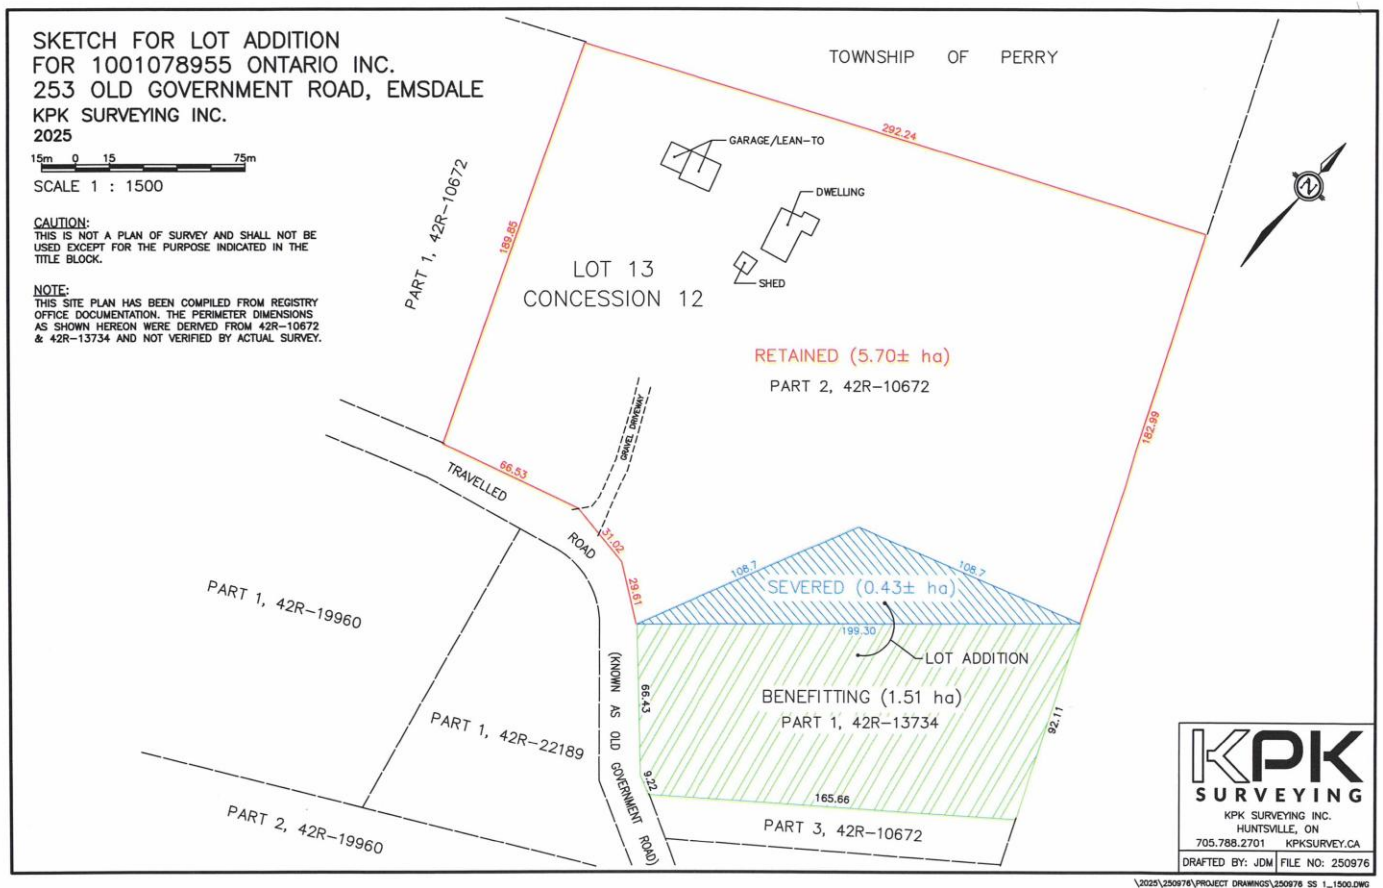 SKETCH FOR LOT ADDITION
FOR 1001078955 ONTARIO INC.
253 OLD GOVERNMENT ROAD, EMSDALE
KPK SURVEYING INC.
2025
15m 0 15 75m
SCALE 1 : 1500
CAUTION:
THIS IS NOT A PLAN OF SURVEY AND SHALL NOT BE
USED EXCEPT FOR THE PURPOSE INDICATED IN THE
TITLE BLOCK.
NOTE:
THIS SITE PLAN HAS BEEN COMPILED FROM REGISTRY
OFFICE DOCUMENTATION. THE PERIMETER DIMENSIONS
AS SHOWN HEREON WERE DERIVED FROM 42R-10672
& 42R-13734 AND NOT VERIFIED BY ACTUAL SURVEY.
TOWNSHIP OF PERRY
292.24
GARAGE/LEAN-TO
DWELLING
SHED
N
PART 1, 42R-10672
189.85
LOT 13
CONCESSION 12
RETAINED (5.70± ha)
PART 2, 42R-10672
182.99
GRAVEL DRIVEWAY
66.53
TRAVELLED
ROAD
31.02
29.61
108.7
108.7
SEVERED (0.43± ha)
199.30
LOT ADDITION
BENEFITTING (1.51 ha)
PART 1, 42R-13734
66.43
92.11
9.22
165.66
(KNOWN AS OLD GOVERNMENT ROAD)
PART 1, 42R-19960
PART 1, 42R-22189
PART 2, 42R-19960
PART 3, 42R-10672
KPK
SURVEYING
KPK SURVEYING INC.
HUNTSVILLE, ON
705.788.2701 KPKSURVEY.CA
DRAFTED BY: JDM FILE NO: 250976
\2025\250976\PROJECT DRAWINGS\250976 SS 1_1500.DWG